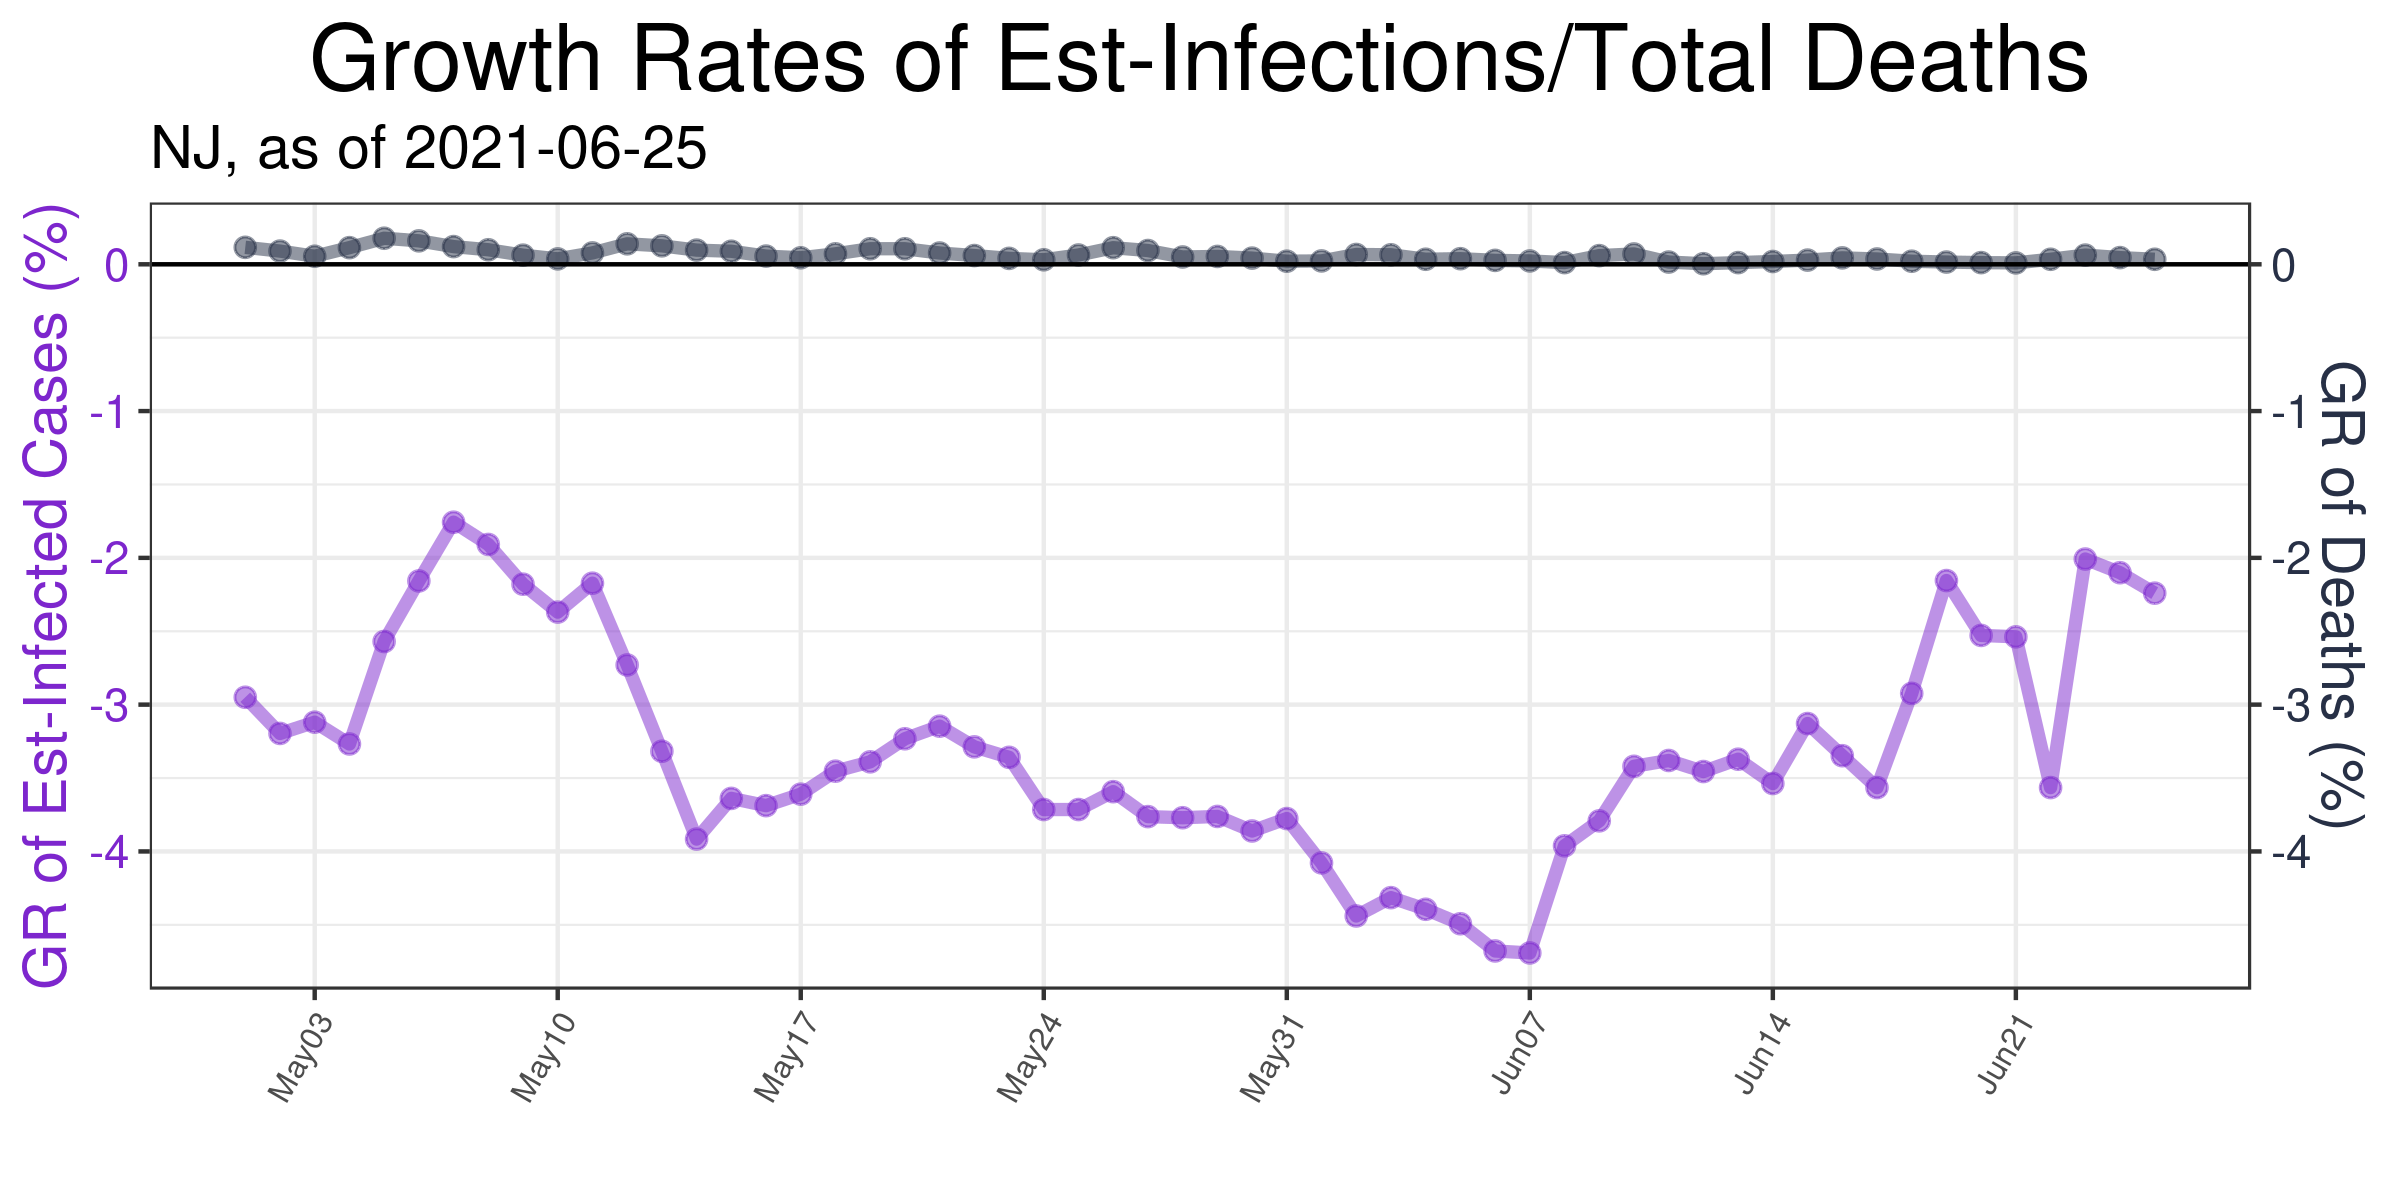 Growth Rates of Est-Infections/Total Deaths
NJ, as of 2021-06-25
GR of Est-Infected Cases (%)
0
-1
-2
-3
-4
0
-1
-2
-3
-4
GR of Deaths (%)
May03
May10
May17
May24
May31
Jun07
Jun14
Jun21